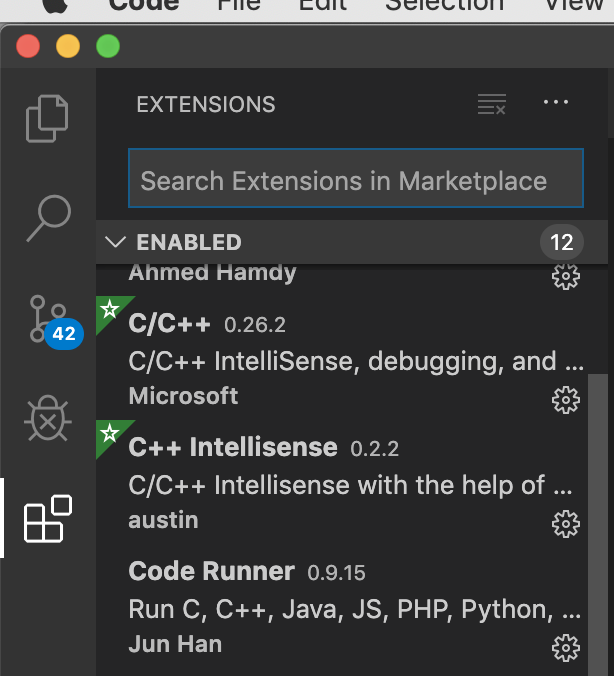 Code File Edit Selection View
EXTENSIONS
Search Extensions in Marketplace
ENABLED 12
Ahmed Hamdy
C/C++ 0.26.2
C/C++ IntelliSense, debugging, and ...
Microsoft
42
C++ Intellisense 0.2.2
C/C++ Intellisense with the help of ...
austin
Code Runner 0.9.15
Run C, C++, Java, JS, PHP, Python, ...
Jun Han